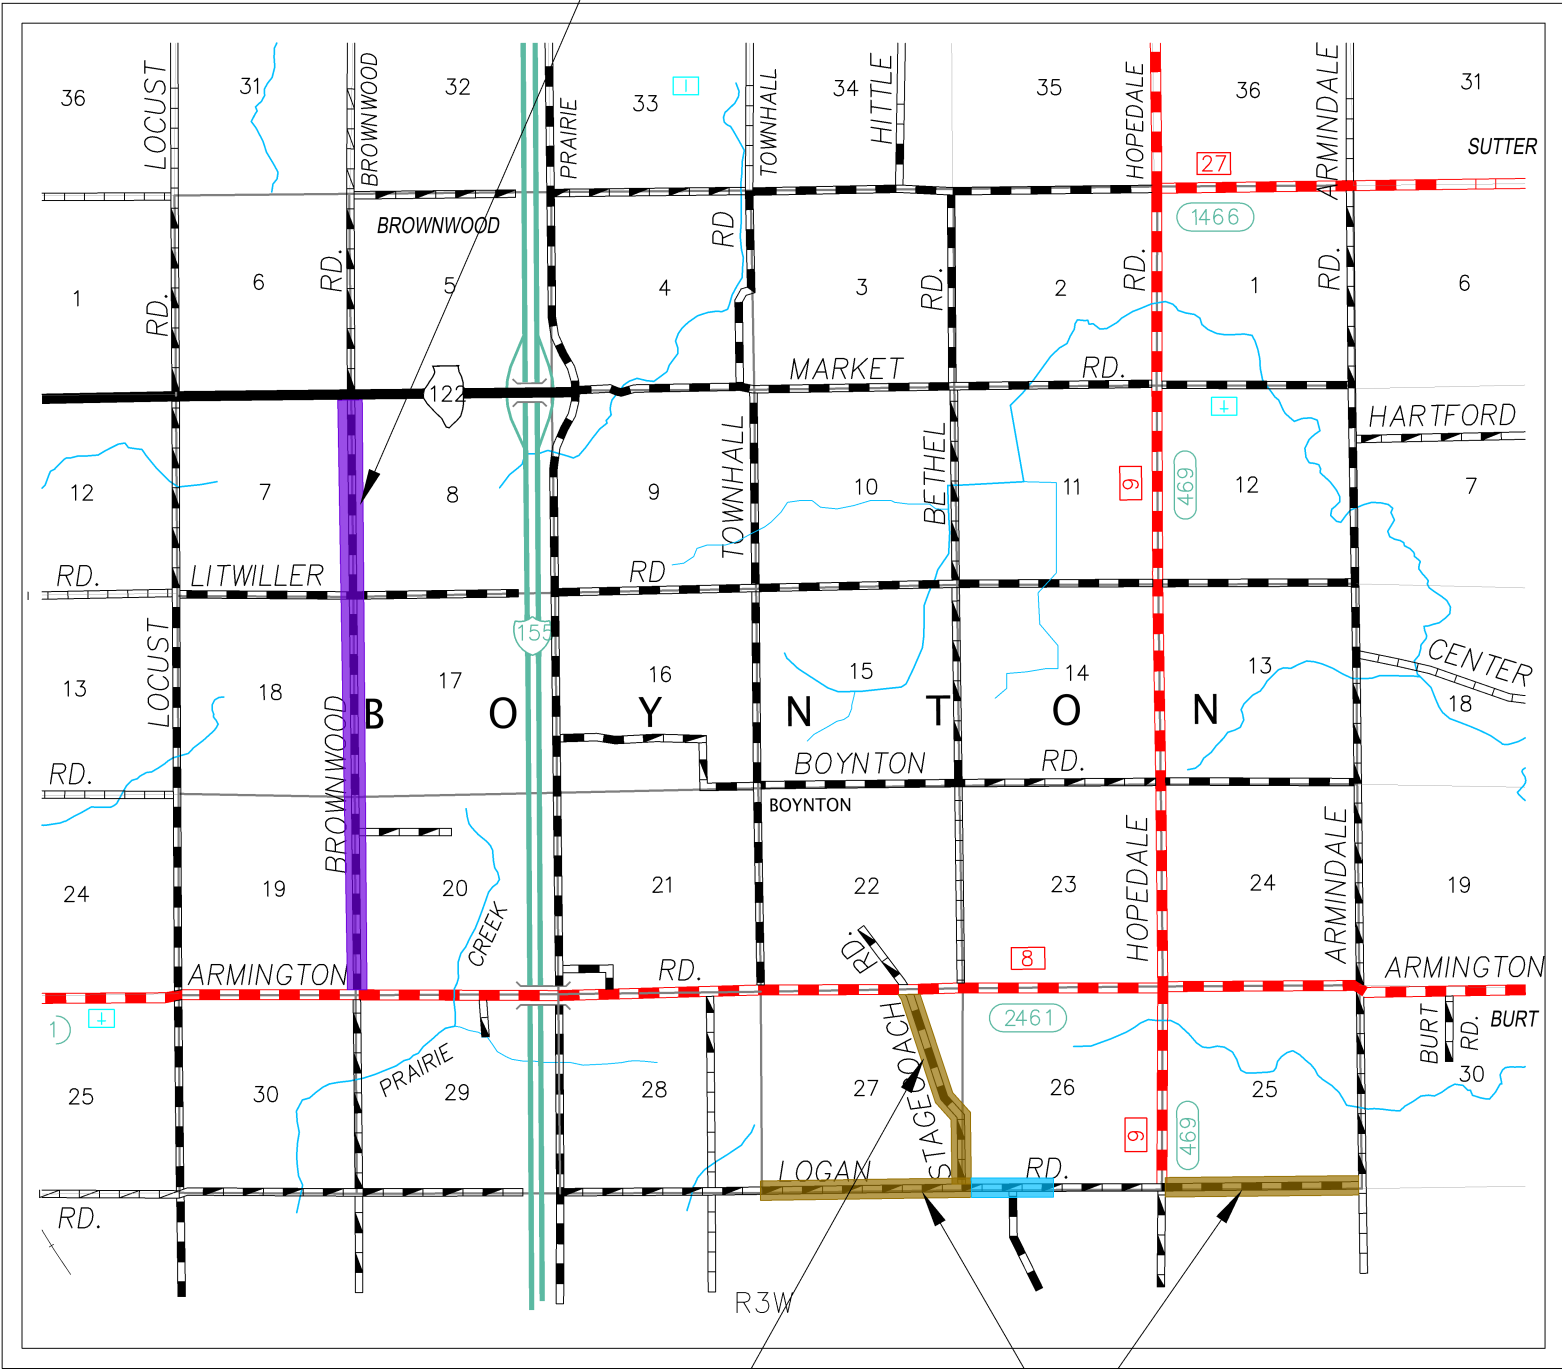 36
LOCUST
31
BROWNWOOD
32
PRAIRIE
33
TOWNHALL
34
HITTLE
35
HOPEDALE
36
ARMINDALE
31
SUTTER
27
1466
BROWNWOOD
1
RD.
6
RD.
5
4
RD
3
RD.
2
RD.
1
RD.
6
122
MARKET RD.
HARTFORD
12
7
8
9
TOWNHALL
10
BETHEL
11
9
469
12
7
RD.
LITWILLER
RD
155
13
LOCUST
18
BROWNWOOD
17
16
15
14
13
CENTER
18
BOYNTON
RD.
BOYNTON RD.
BOYNTON
24
19
20
CREEK
21
22
RD.
23
HOPEDALE
24
ARMINDALE
19
ARMINGTON
RD.
8
ARMINGTON
1
2461
STAGECOACH
BURT
RD.
BURT
25
30
PRAIRIE
29
28
27
26
9
469
25
30
LOGAN RD.
RD.
R3W